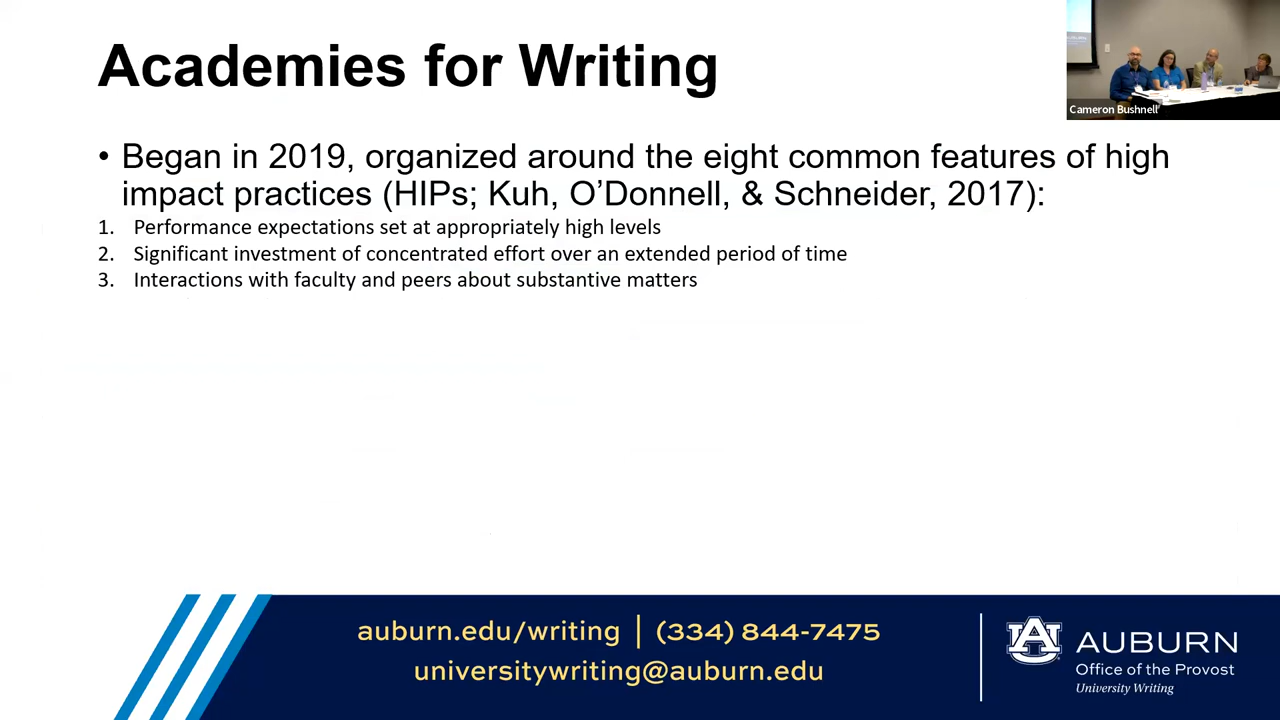 Academies for Writing
Cameron Bushnell
• Began in 2019, organized around the eight common features of high
impact practices (HIPs; Kuh, O’Donnell, & Schneider, 2017):
1. Performance expectations set at appropriately high levels
2. Significant investment of concentrated effort over an extended period of time
3. Interactions with faculty and peers about substantive matters
auburn.edu/writing | (334) 844-7475
universitywriting@auburn.edu
AU
AUBURN
Office of the Provost
University Writing